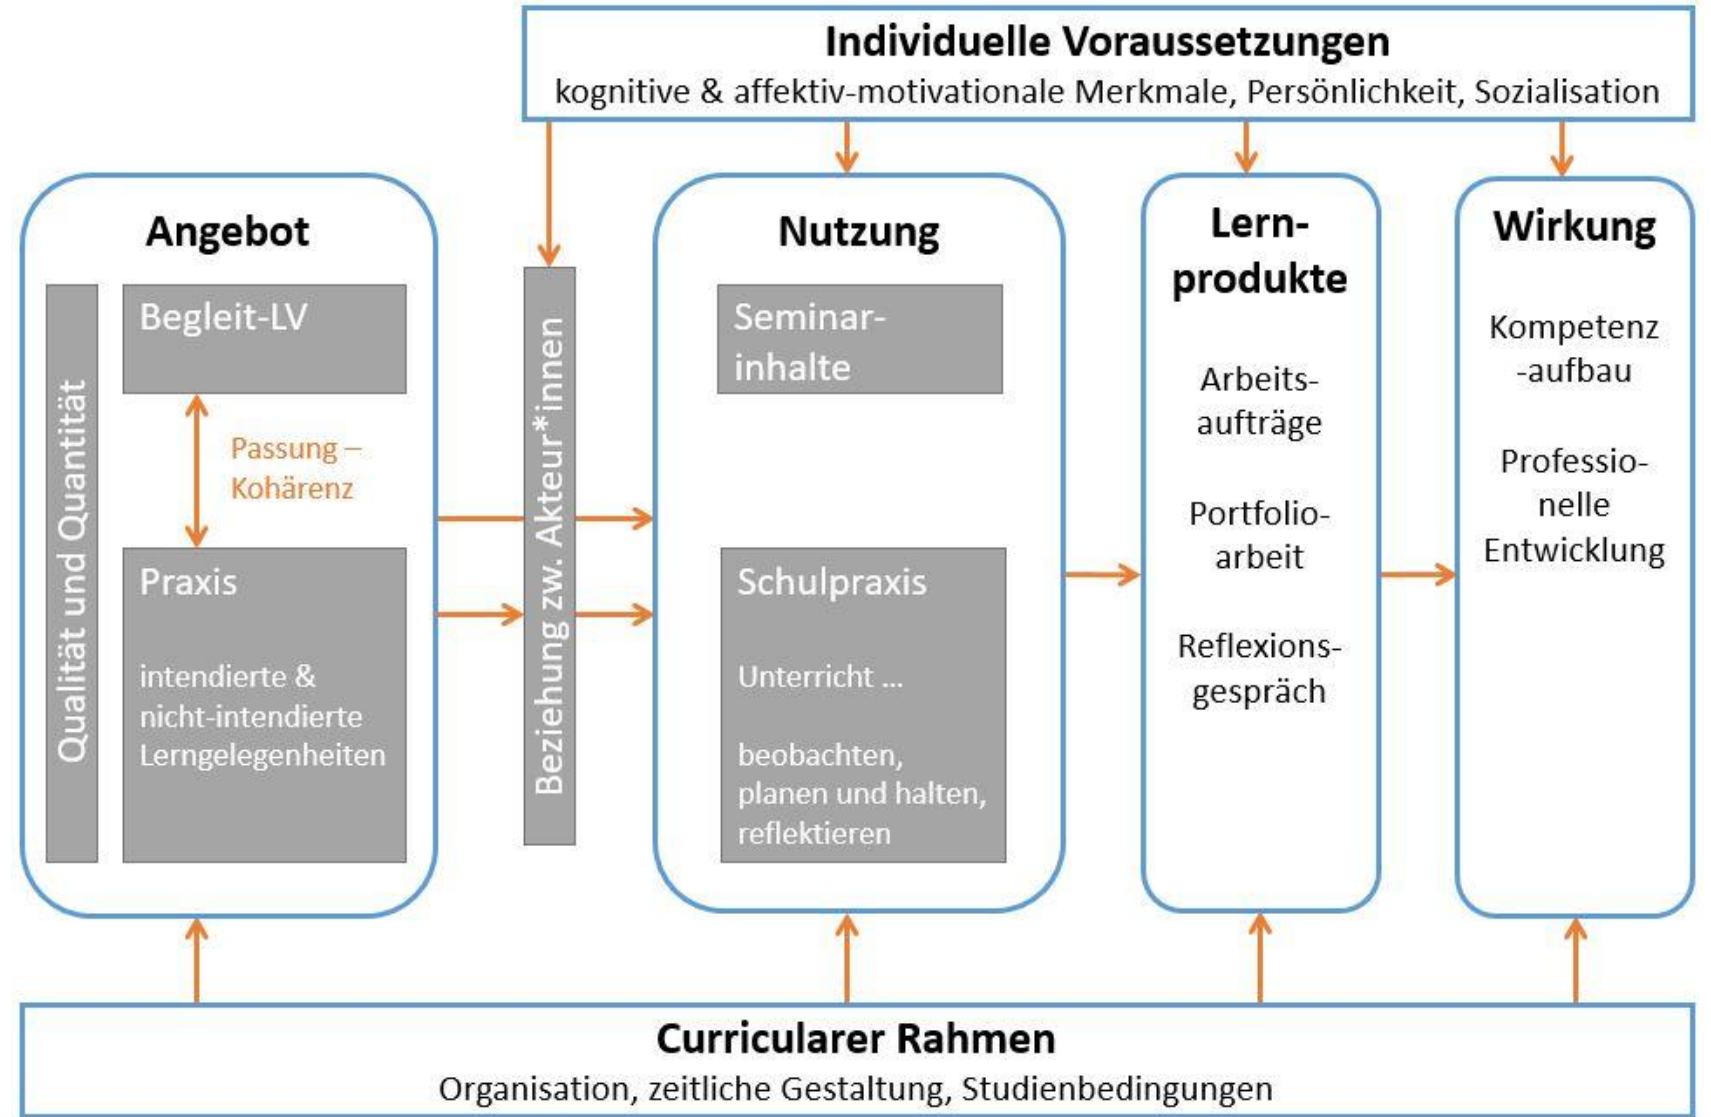 Individuelle Voraussetzungen
kognitive & affektiv-motivationale Merkmale, Persönlichkeit, Sozialisation
Angebot
Qualität und Quantität
Begleit-LV
Passung –
Kohärenz
Praxis
intendierte &
nicht-intendierte
Lerngelegenheiten
Beziehung zw. Akteur*innen
Nutzung
Seminar-
inhalte
Schulpraxis
Unterricht ...
beobachten,
planen und halten,
reflektieren
Lern-
produkte
Arbeits-
aufträge
Portfolio-
arbeit
Reflexions-
gespräch
Wirkung
Kompetenz
-aufbau
Professio-
nelle
Entwicklung
Curricularer Rahmen
Organisation, zeitliche Gestaltung, Studienbedingungen